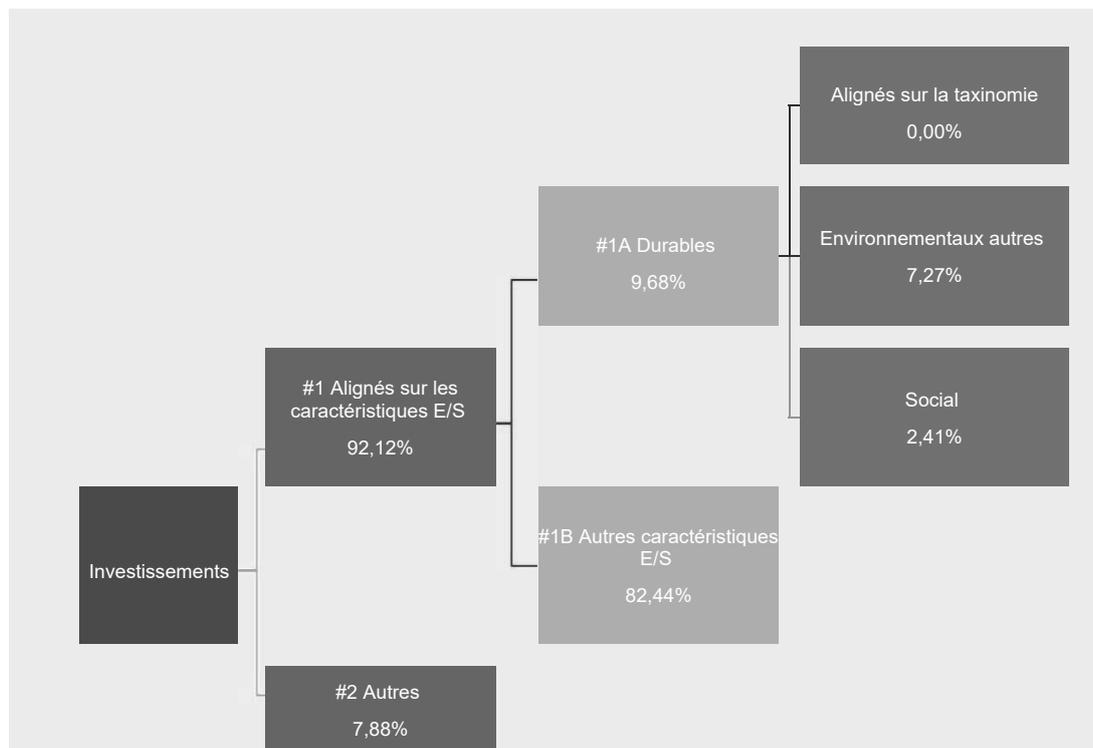 Alignés sur la taxinomie
0,00%
Environnementaux autres
7,27%
#1A Durables
9,68%
Social
2,41%
#1 Alignés sur les
caractéristiques E/S
92,12%
#1B Autres caractéristiques
E/S
82,44%
Investissements
#2 Autres
7,88%